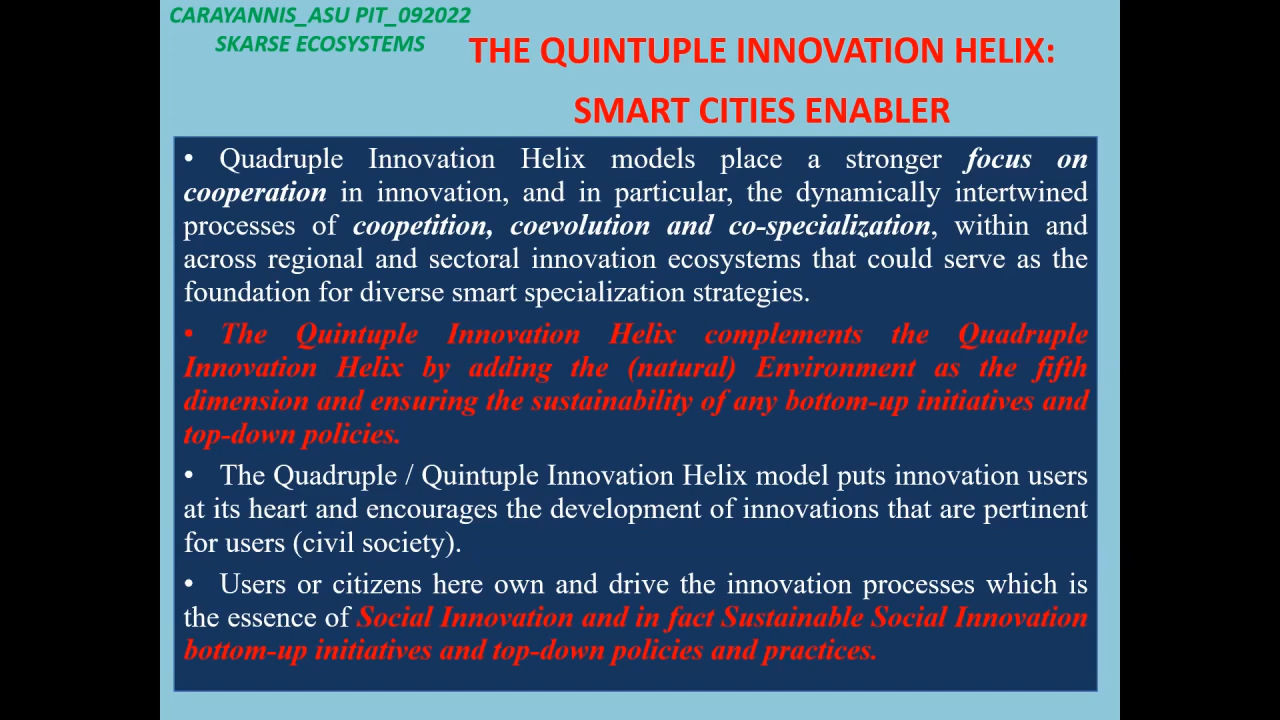 CARAYANNIS_ASU PIT_092022
SKARSE ECOSYSTEMS
THE QUINTUPLE INNOVATION HELIX:
SMART CITIES ENABLER
• Quadruple Innovation Helix models place a stronger focus on
cooperation in innovation, and in particular, the dynamically intertwined
processes of coopetition, coevolution and co-specialization, within and
across regional and sectoral innovation ecosystems that could serve as the
foundation for diverse smart specialization strategies.
• The Quintuple Innovation Helix complements the Quadruple
Innovation Helix by adding the (natural) Environment as the fifth
dimension and ensuring the sustainability of any bottom-up initiatives and
top-down policies.
• The Quadruple / Quintuple Innovation Helix model puts innovation users
at its heart and encourages the development of innovations that are pertinent
for users (civil society).
• Users or citizens here own and drive the innovation processes which is
the essence of Social Innovation and in fact Sustainable Social Innovation
bottom-up initiatives and top-down policies and practices.